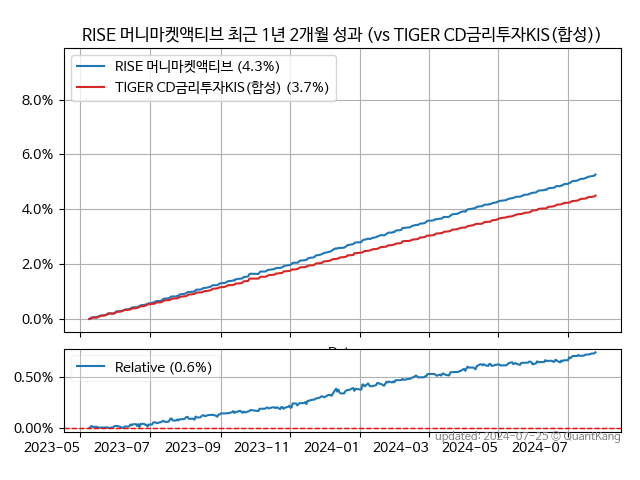 RISE 머니마켓액티브 최근 1년 2개월 성과 (vs TIGER CD금리투자KIS(합성))
RISE 머니마켓액티브 (4.3%)
TIGER CD금리투자KIS(합성) (3.7%)
8.0%
6.0%
4.0%
2.0%
0.0%
Relative (0.6%)
0.50%
0.00%
updated: 2024-07-25 © QuantKang
2023-05 2023-07 2023-09 2023-11 2024-01 2024-03 2024-05 2024-07